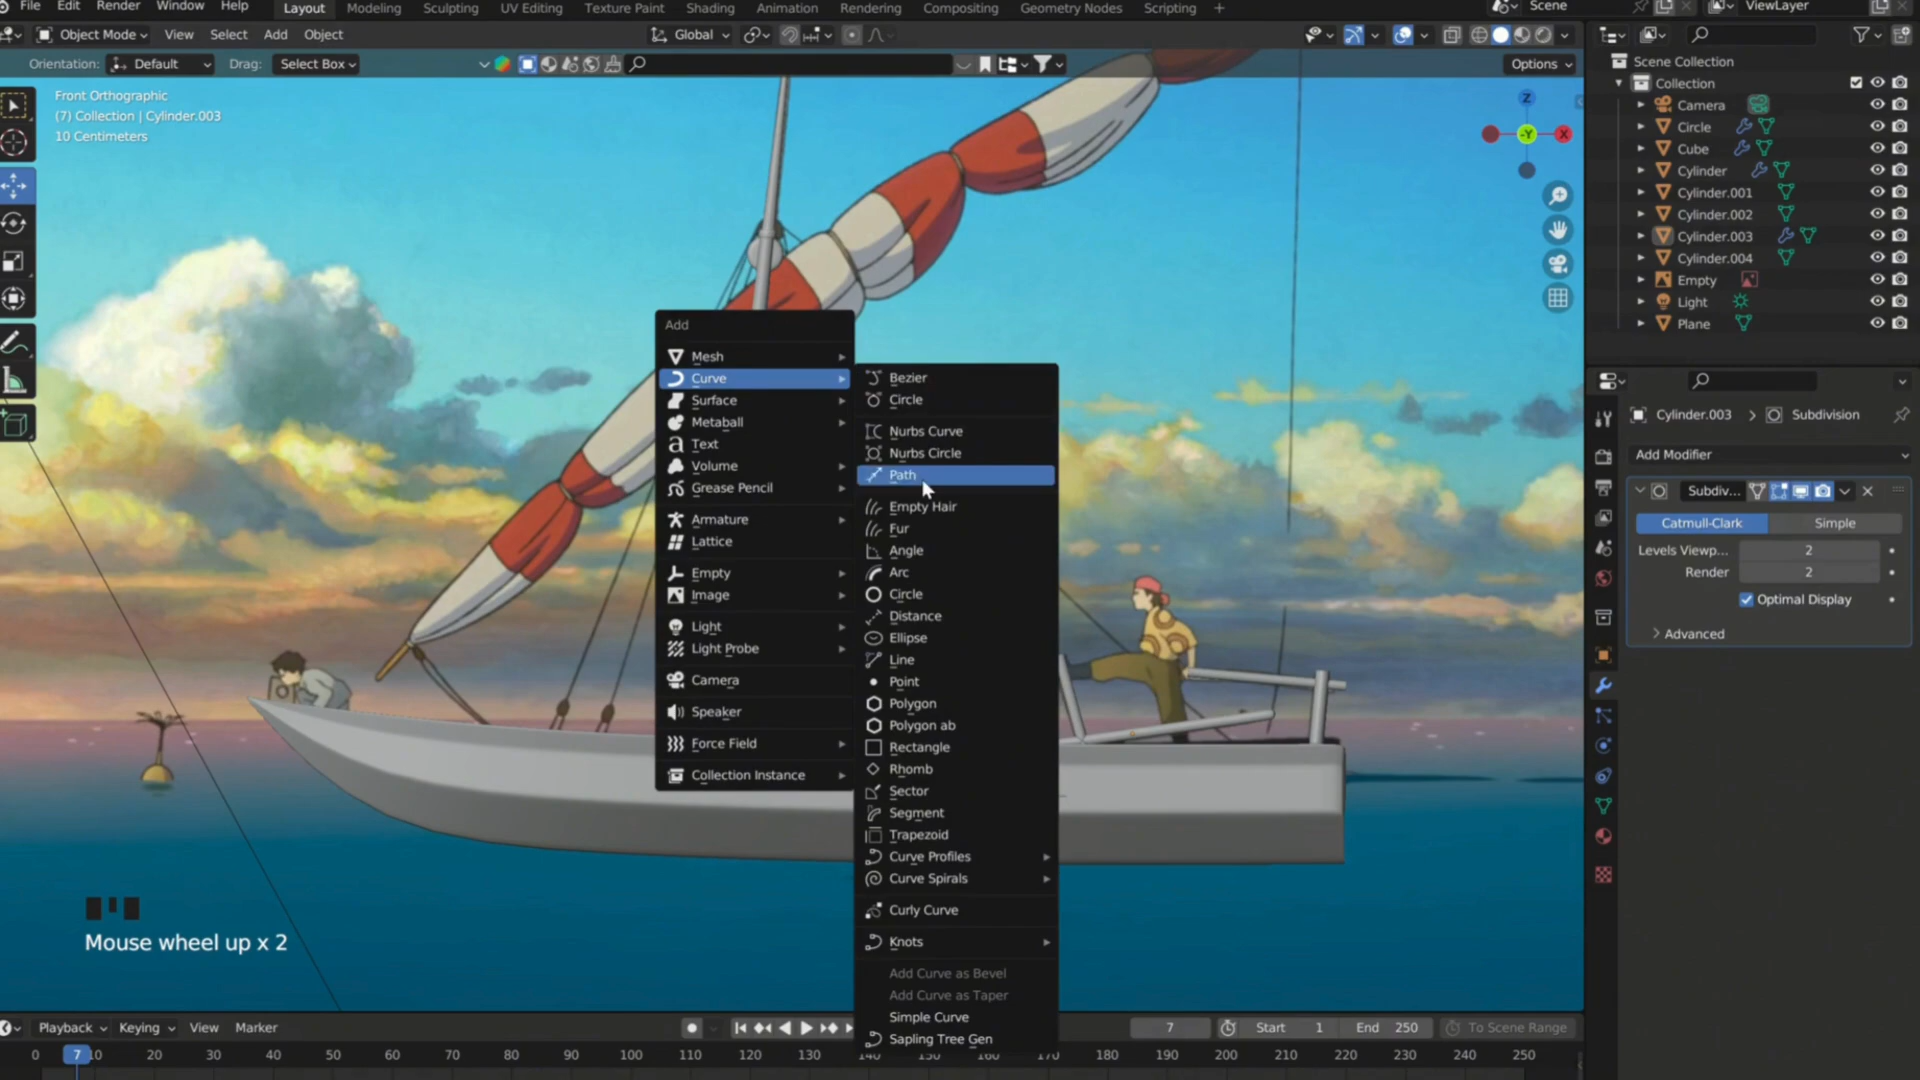 File Edit Render Window Help Layout Modeling Sculpting UV Editing Texture Paint Shading Animation Rendering Compositing Geometry Nodes Scripting + Scene ViewLayer
Object Mode View Select Add Object Global
Orientation: Default Drag: Select Box Options
Front Orthographic
(7) Collection | Cylinder.003
10 Centimeters
Z
-Y
X
Scene Collection
Collection
Camera
Circle
Cube
Cylinder
Cylinder.001
Cylinder.002
Cylinder.003
Cylinder.004
Empty
Light
Plane
Add
Mesh
Curve
Surface
Metaball
Text
Volume
Grease Pencil
Armature
Lattice
Empty
Image
Light
Light Probe
Camera
Speaker
Force Field
Collection Instance
Bezier
Circle
Nurbs Curve
Nurbs Circle
Path
Empty Hair
Fur
Angle
Arc
Circle
Distance
Ellipse
Line
Point
Polygon
Polygon ab
Rectangle
Rhomb
Sector
Segment
Trapezoid
Curve Profiles
Curve Spirals
Curly Curve
Knots
Add Curve as Bevel
Add Curve as Taper
Simple Curve
Sapling Tree Gen
Cylinder.003 > Subdivision
Add Modifier
Subdiv...
Catmull-Clark Simple
Levels Viewp... 2
Render 2
Optimal Display
Advanced
Mouse wheel up x 2
Playback Keying View Marker 7 Start 1 End 250 To Scene Range
0 7 10 20 30 40 50 60 70 80 90 100 110 120 130 140 150 160 170 180 190 200 210 220 230 240 250